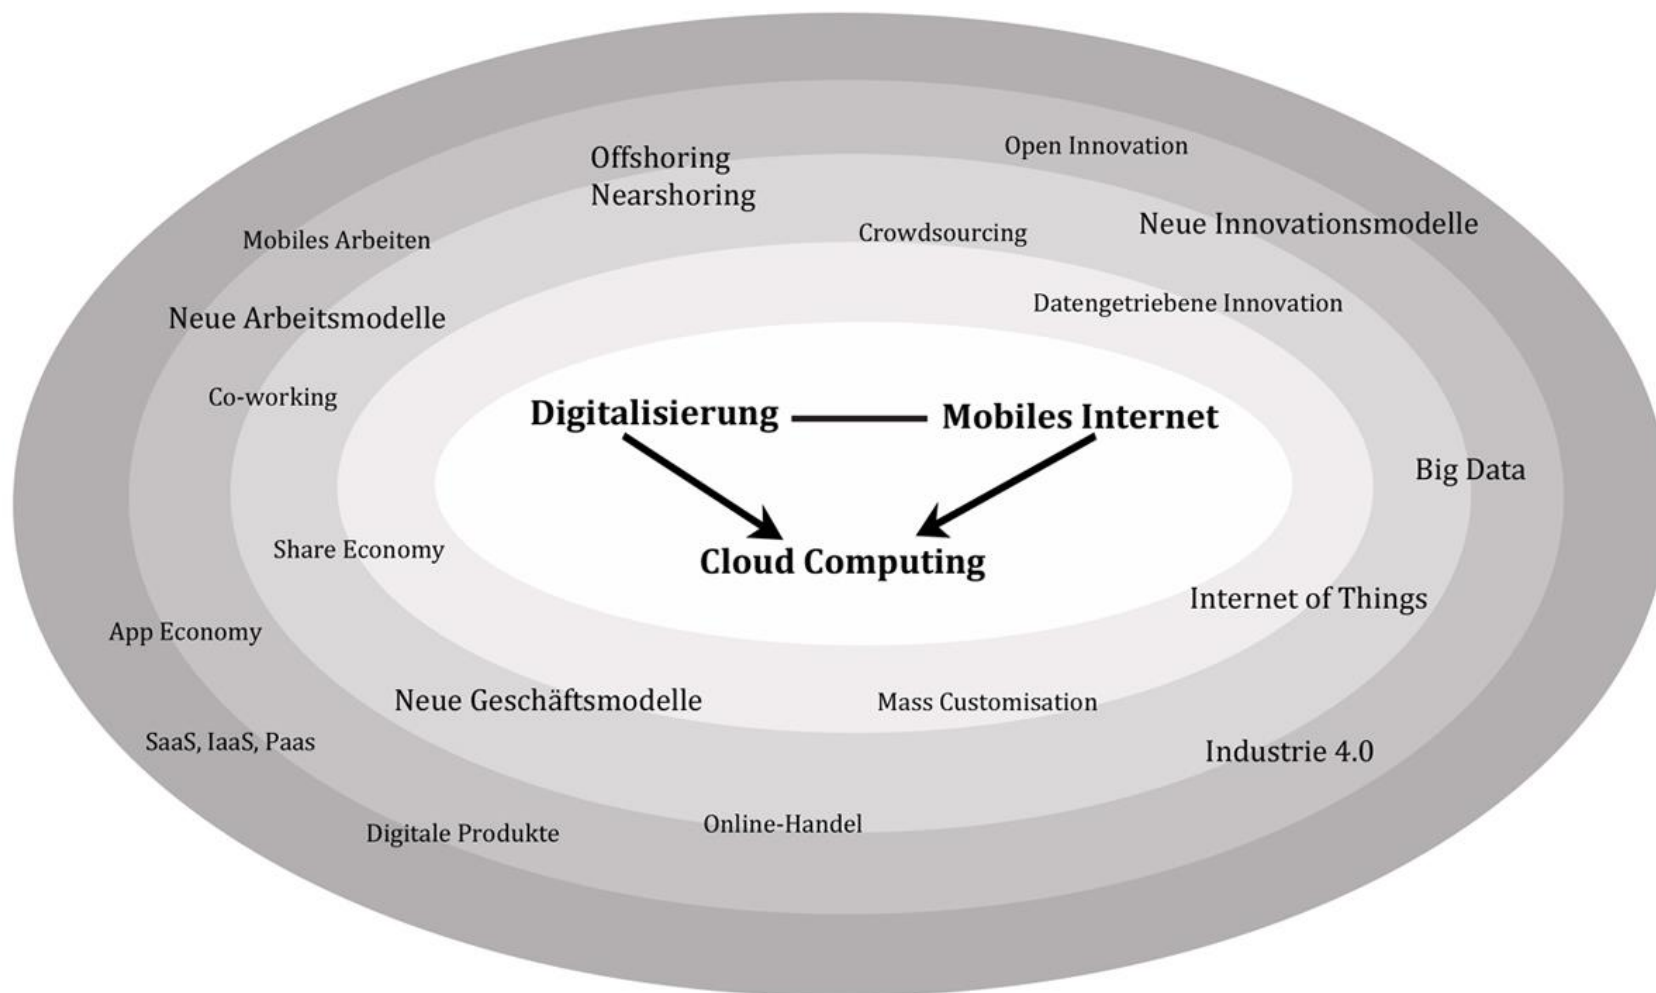 Open Innovation
Offshoring
Nearshoring
Neue Innovationsmodelle
Crowdsourcing
Mobiles Arbeiten
Datengetriebene Innovation
Neue Arbeitsmodelle
Co-working
Digitalisierung
Mobiles Internet
Big Data
Share Economy
Cloud Computing
Internet of Things
App Economy
Neue Geschäftsmodelle
Mass Customisation
SaaS, IaaS, Paas
Industrie 4.0
Digitale Produkte
Online-Handel